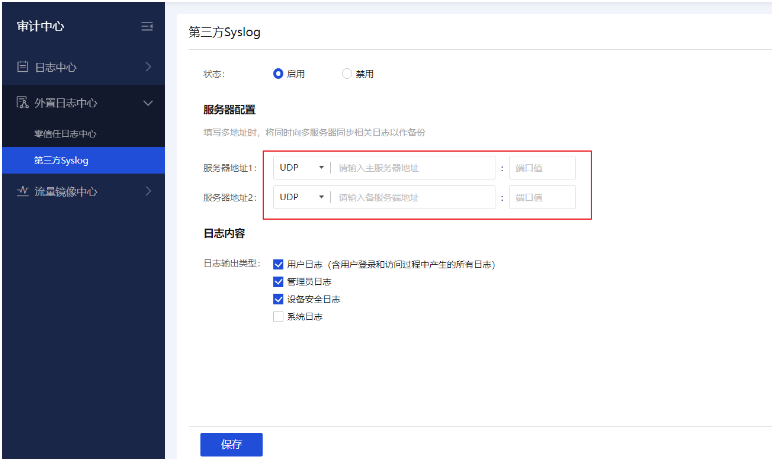 审计中心
日志中心
外置日志中心
零信任日志中心
第三方Syslog
流量镜像中心
第三方Syslog
状态： 启用 禁用
服务器配置
填写多地址时，将同时向多服务器同步相关日志以作备份
服务器地址1： UDP 请输入主服务器地址 : 端口值
服务器地址2： UDP 请输入备服务端地址 : 端口值
日志内容
日志输出类型： 用户日志（含用户登录和访问过程中产生的所有日志）
管理员日志
设备安全日志
系统日志
保存